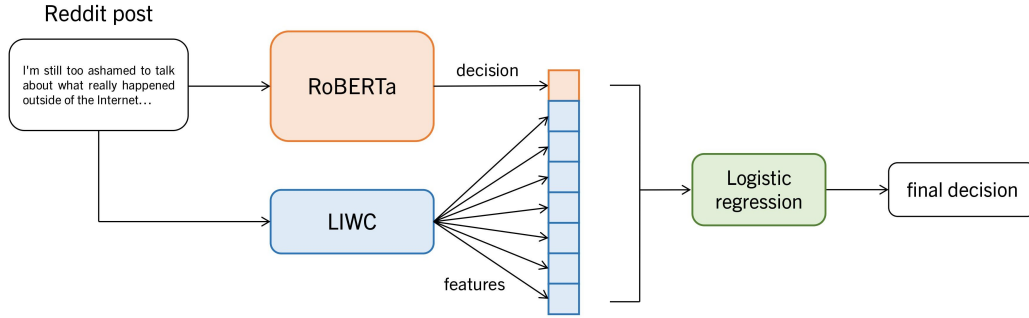 Reddit post
I'm still too ashamed to talk
about what really happened
outside of the Internet...
RoBERTa
decision
LIWC
features
Logistic
regression
final decision